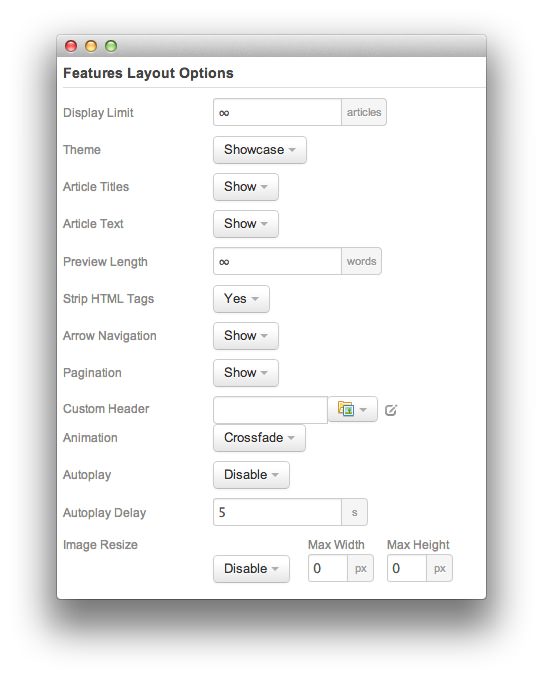 Features Layout Options
Display Limit ∞ articles
Theme Showcase
Article Titles Show
Article Text Show
Preview Length ∞ words
Strip HTML Tags Yes
Arrow Navigation Show
Pagination Show
Custom Header
Animation Crossfade
Autoplay Disable
Autoplay Delay 5 s
Image Resize Max Width Max Height
Disable 0 px 0 px